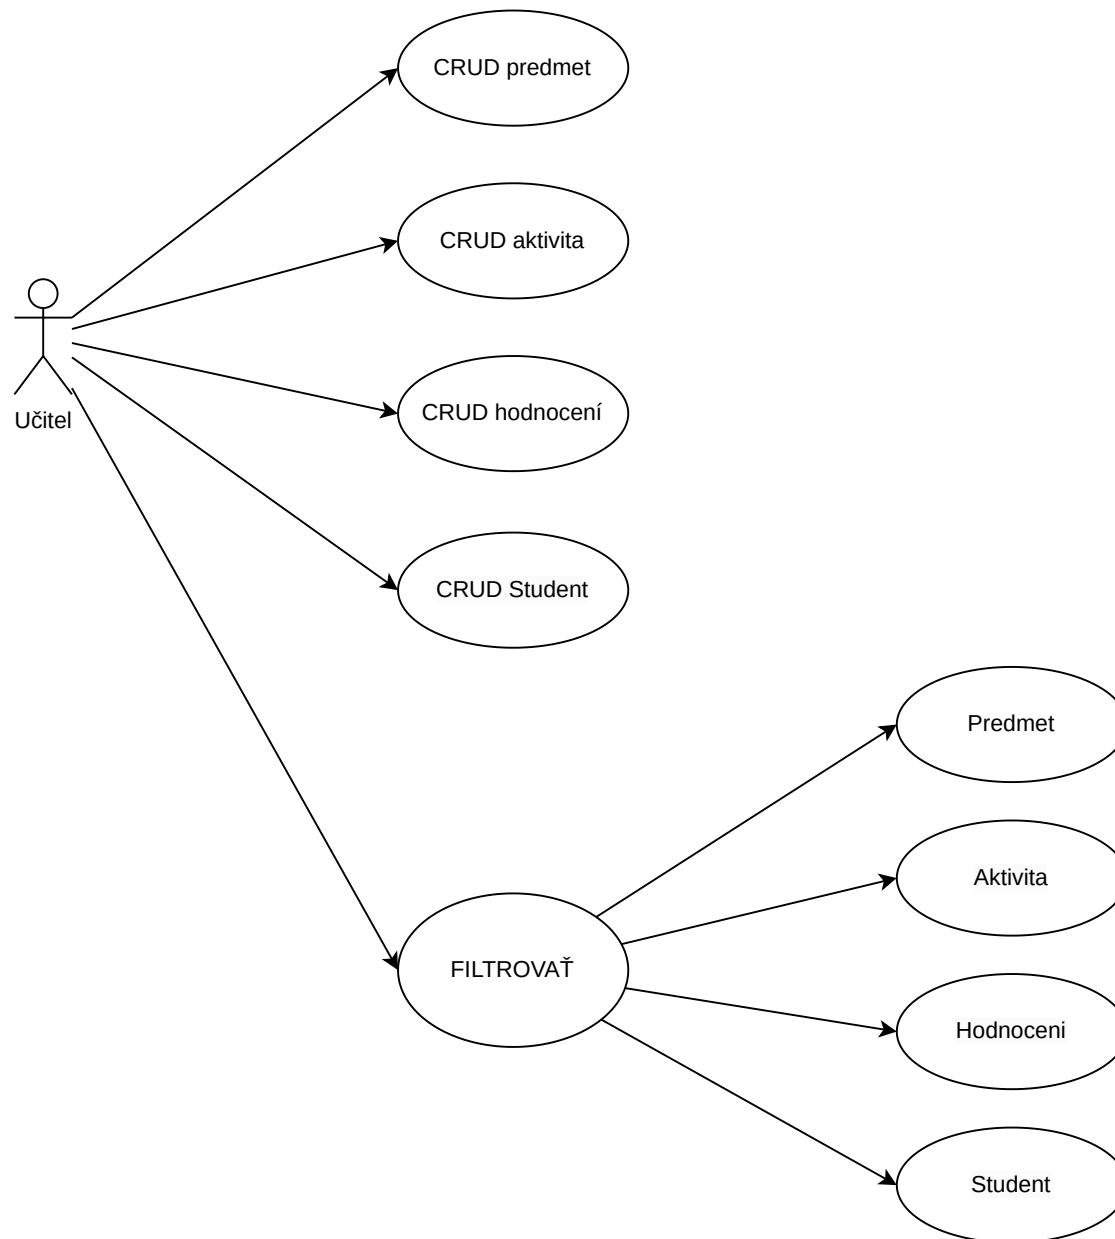 CRUD predmet
CRUD aktivita
Učitel
CRUD hodnocení
CRUD Student
Predmet
Aktivita
FILTROVAŤ
Hodnoceni
Student